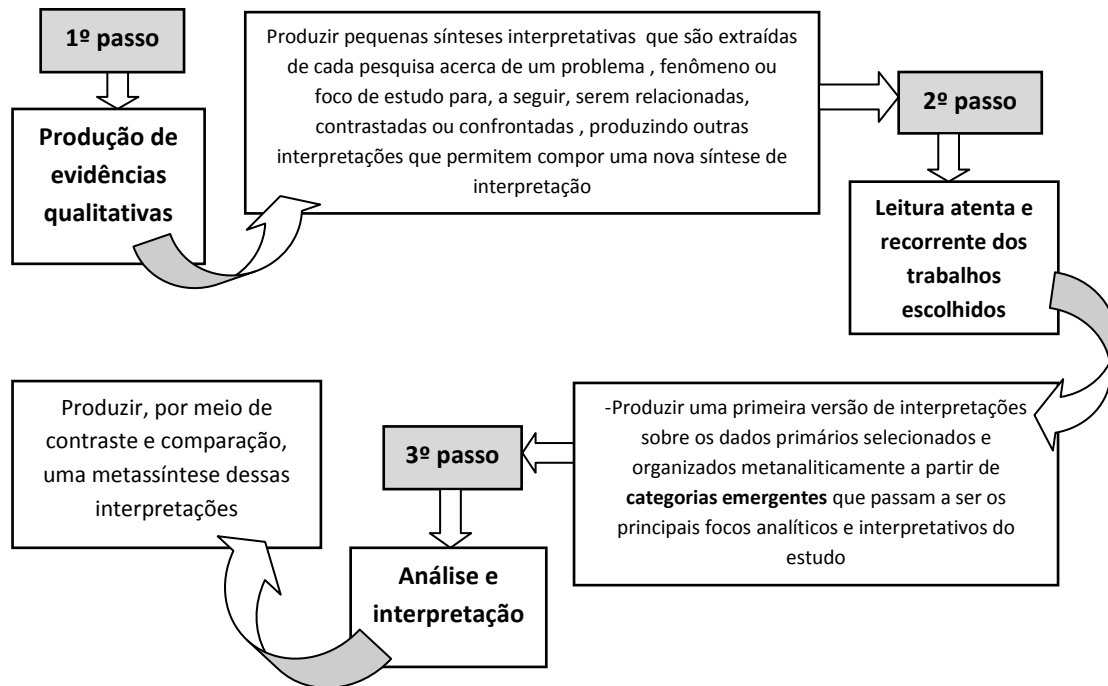 1º passo
Produção de
evidências
qualitativas
Produzir pequenas sínteses interpretativas que são extraídas
de cada pesquisa acerca de um problema , fenômeno ou
foco de estudo para, a seguir, serem relacionadas,
contrastadas ou confrontadas , produzindo outras
interpretações que permitem compor uma nova síntese de
interpretação
2º passo
Leitura atenta e
recorrente dos
trabalhos
escolhidos
-Produzir uma primeira versão de interpretações
sobre os dados primários selecionados e
organizados metanaliticamente a partir de
categorias emergentes que passam a ser os
principais focos analíticos e interpretativos do
estudo
3º passo
Análise e
interpretação
Produzir, por meio de
contraste e comparação,
uma metassíntese dessas
interpretações